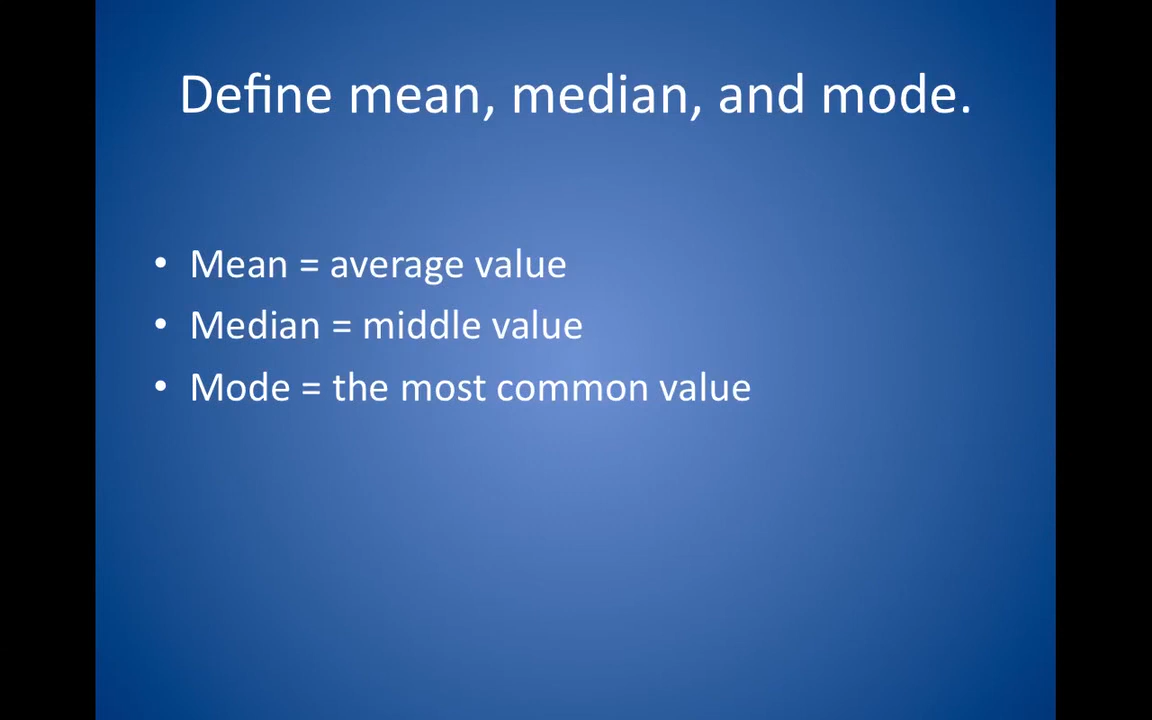 Define mean, median, and mode.
• Mean = average value
• Median = middle value
• Mode = the most common value